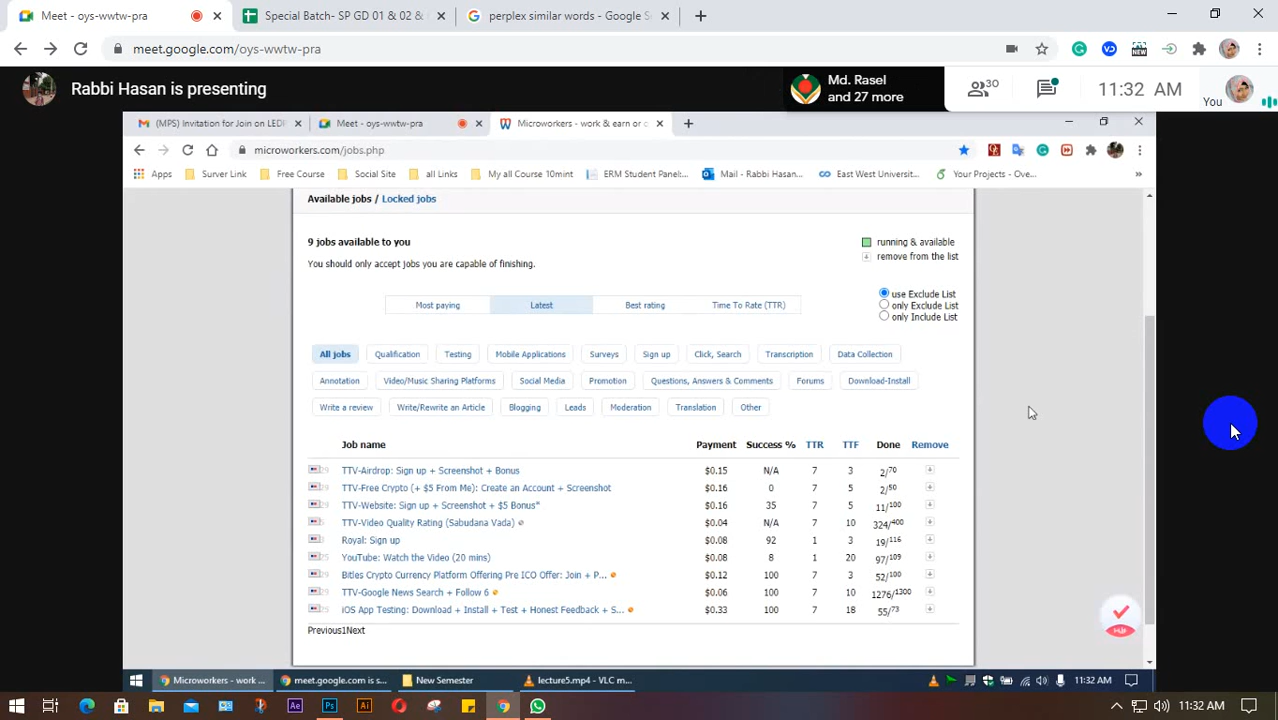 Meet - oys-wwtw-pra
Special Batch- SP GD 01 & 02 &
perplex similar words - Google Se
meet.google.com/oys-wwtw-pra
Rabbi Hasan is presenting
Md. Rasel
and 27 more
30
11:32 AM
You
(MPS) Invitation for Join on LEDP
Meet - oys-wwtw-pra
Microworkers - work & earn or o
microworkers.com/jobs.php
Apps
Surver Link
Free Course
Social Site
all Links
My all Course 10mint
ERM Student Panel:...
Mail - Rabbi Hasan...
East West Universit...
Your Projects - Ove...
»
Available jobs / Locked jobs
9 jobs available to you
running & available
remove from the list
You should only accept jobs you are capable of finishing.
use Exclude List
only Exclude List
only Include List
Most paying Latest Best rating Time To Rate (TTR)
All jobs Qualification Testing Mobile Applications Surveys Sign up Click, Search Transcription Data Collection
Annotation Video/Music Sharing Platforms Social Media Promotion Questions, Answers & Comments Forums Download-Install
Write a review Write/Rewrite an Article Blogging Leads Moderation Translation Other
Job name Payment Success % TTR TTF Done Remove
TTV-Airdrop: Sign up + Screenshot + Bonus $0.15 N/A 7 3 2/70
TTV-Free Crypto (+ $5 From Me): Create an Account + Screenshot $0.16 0 7 5 2/50
TTV-Website: Sign up + Screenshot + $5 Bonus* $0.16 35 7 5 11/100
TTV-Video Quality Rating (Sabudana Vada) $0.04 N/A 7 10 324/400
Royal: Sign up $0.08 92 1 3 19/116
YouTube: Watch the Video (20 mins) $0.08 8 1 20 97/109
Bitles Crypto Currency Platform Offering Pre ICO Offer: Join + P... $0.12 100 7 3 52/100
TTV-Google News Search + Follow 6 $0.06 100 7 10 1276/1300
iOS App Testing: Download + Install + Test + Honest Feedback + S... $0.33 100 7 18 55/73
Previous1Next
Microworkers - work ...
meet.google.com is s...
New Semester
lecture5.mp4 - VLC m...
11:32 AM
11:32 AM